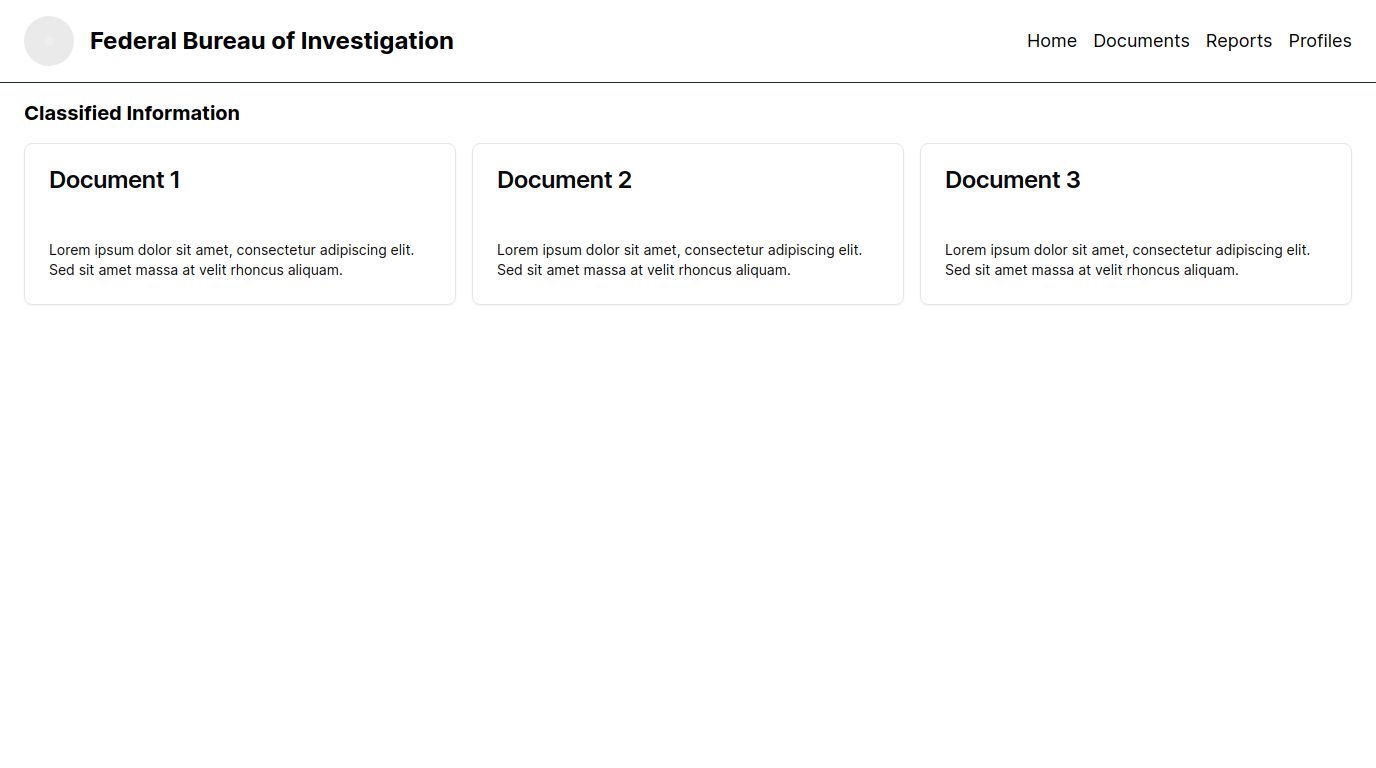 Federal Bureau of Investigation
Home Documents Reports Profiles
Classified Information
Document 1
Lorem ipsum dolor sit amet, consectetur adipiscing elit.
Sed sit amet massa at velit rhoncus aliquam.
Document 2
Lorem ipsum dolor sit amet, consectetur adipiscing elit.
Sed sit amet massa at velit rhoncus aliquam.
Document 3
Lorem ipsum dolor sit amet, consectetur adipiscing elit.
Sed sit amet massa at velit rhoncus aliquam.